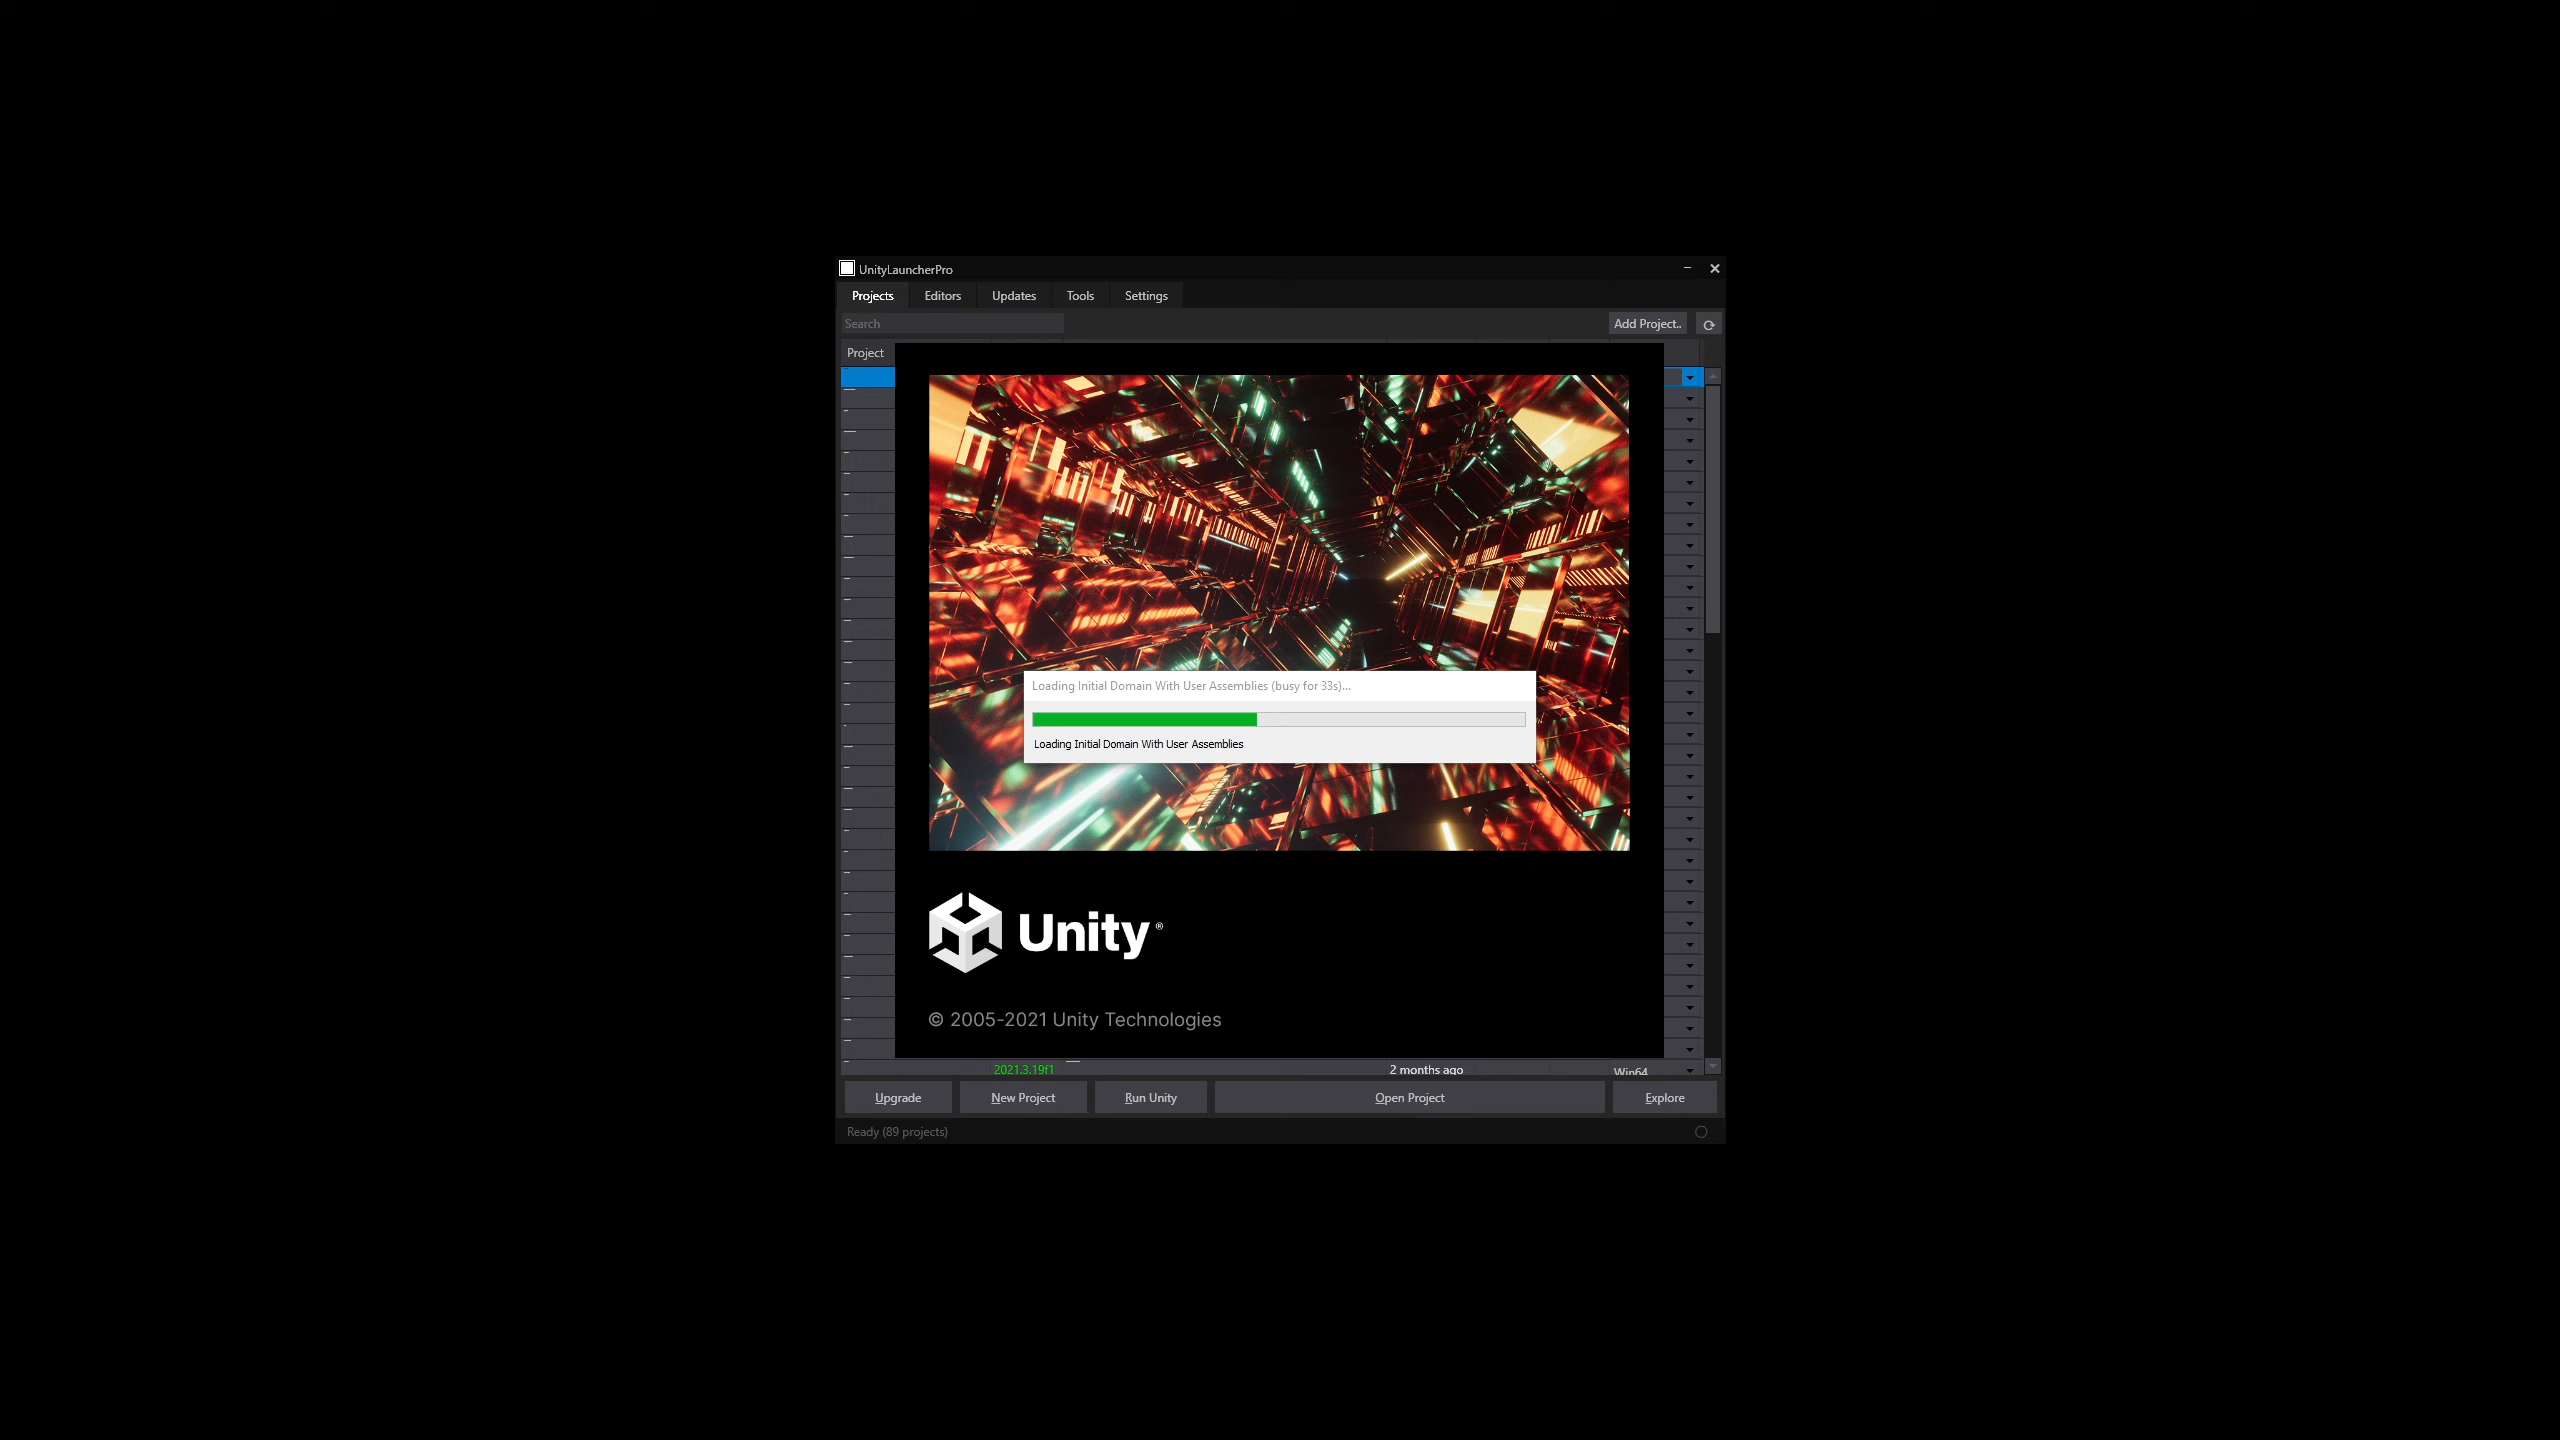 UnityLauncherPro
Projects Editors Updates Tools Settings
Search Add Project.. 
Project
Loading Initial Domain With User Assemblies (busy for 33s)...
Loading Initial Domain With User Assemblies
Unity ®
© 2005-2021 Unity Technologies
2021.3.19f1 2 months ago Win64
Upgrade New Project Run Unity Open Project Explore
Ready (89 projects)